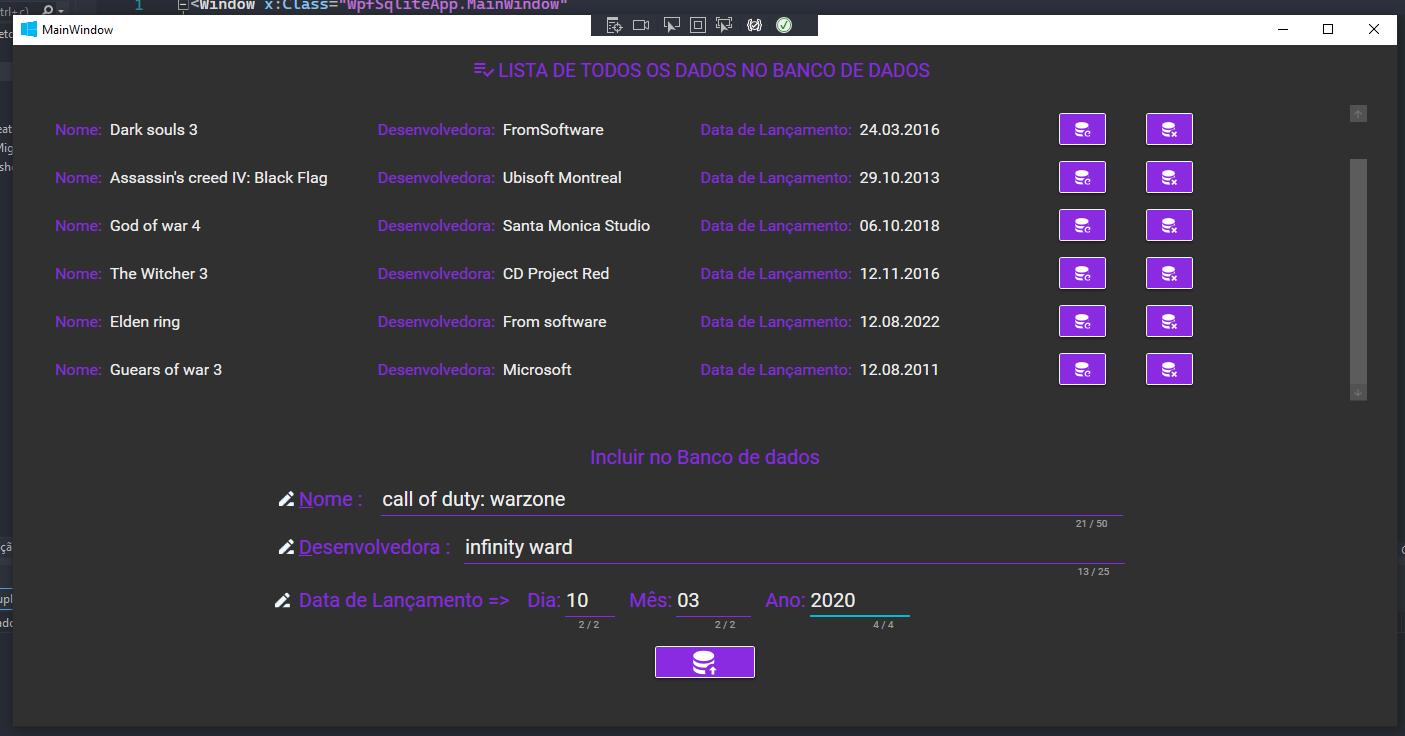 trl+ç)
1 <Window x:Class="WpfSqliteApp.MainWindow"
MainWindow
LISTA DE TODOS OS DADOS NO BANCO DE DADOS
Nome: Dark souls 3 Desenvolvedora: FromSoftware Data de Lançamento: 24.03.2016
Nome: Assassin's creed IV: Black Flag Desenvolvedora: Ubisoft Montreal Data de Lançamento: 29.10.2013
Nome: God of war 4 Desenvolvedora: Santa Monica Studio Data de Lançamento: 06.10.2018
Nome: The Witcher 3 Desenvolvedora: CD Project Red Data de Lançamento: 12.11.2016
Nome: Elden ring Desenvolvedora: From software Data de Lançamento: 12.08.2022
Nome: Guears of war 3 Desenvolvedora: Microsoft Data de Lançamento: 12.08.2011
Incluir no Banco de dados
Nome : call of duty: warzone
21 / 50
Desenvolvedora : infinity ward
13 / 25
Data de Lançamento => Dia: 10 Mês: 03 Ano: 2020
2 / 2 2 / 2 4 / 4